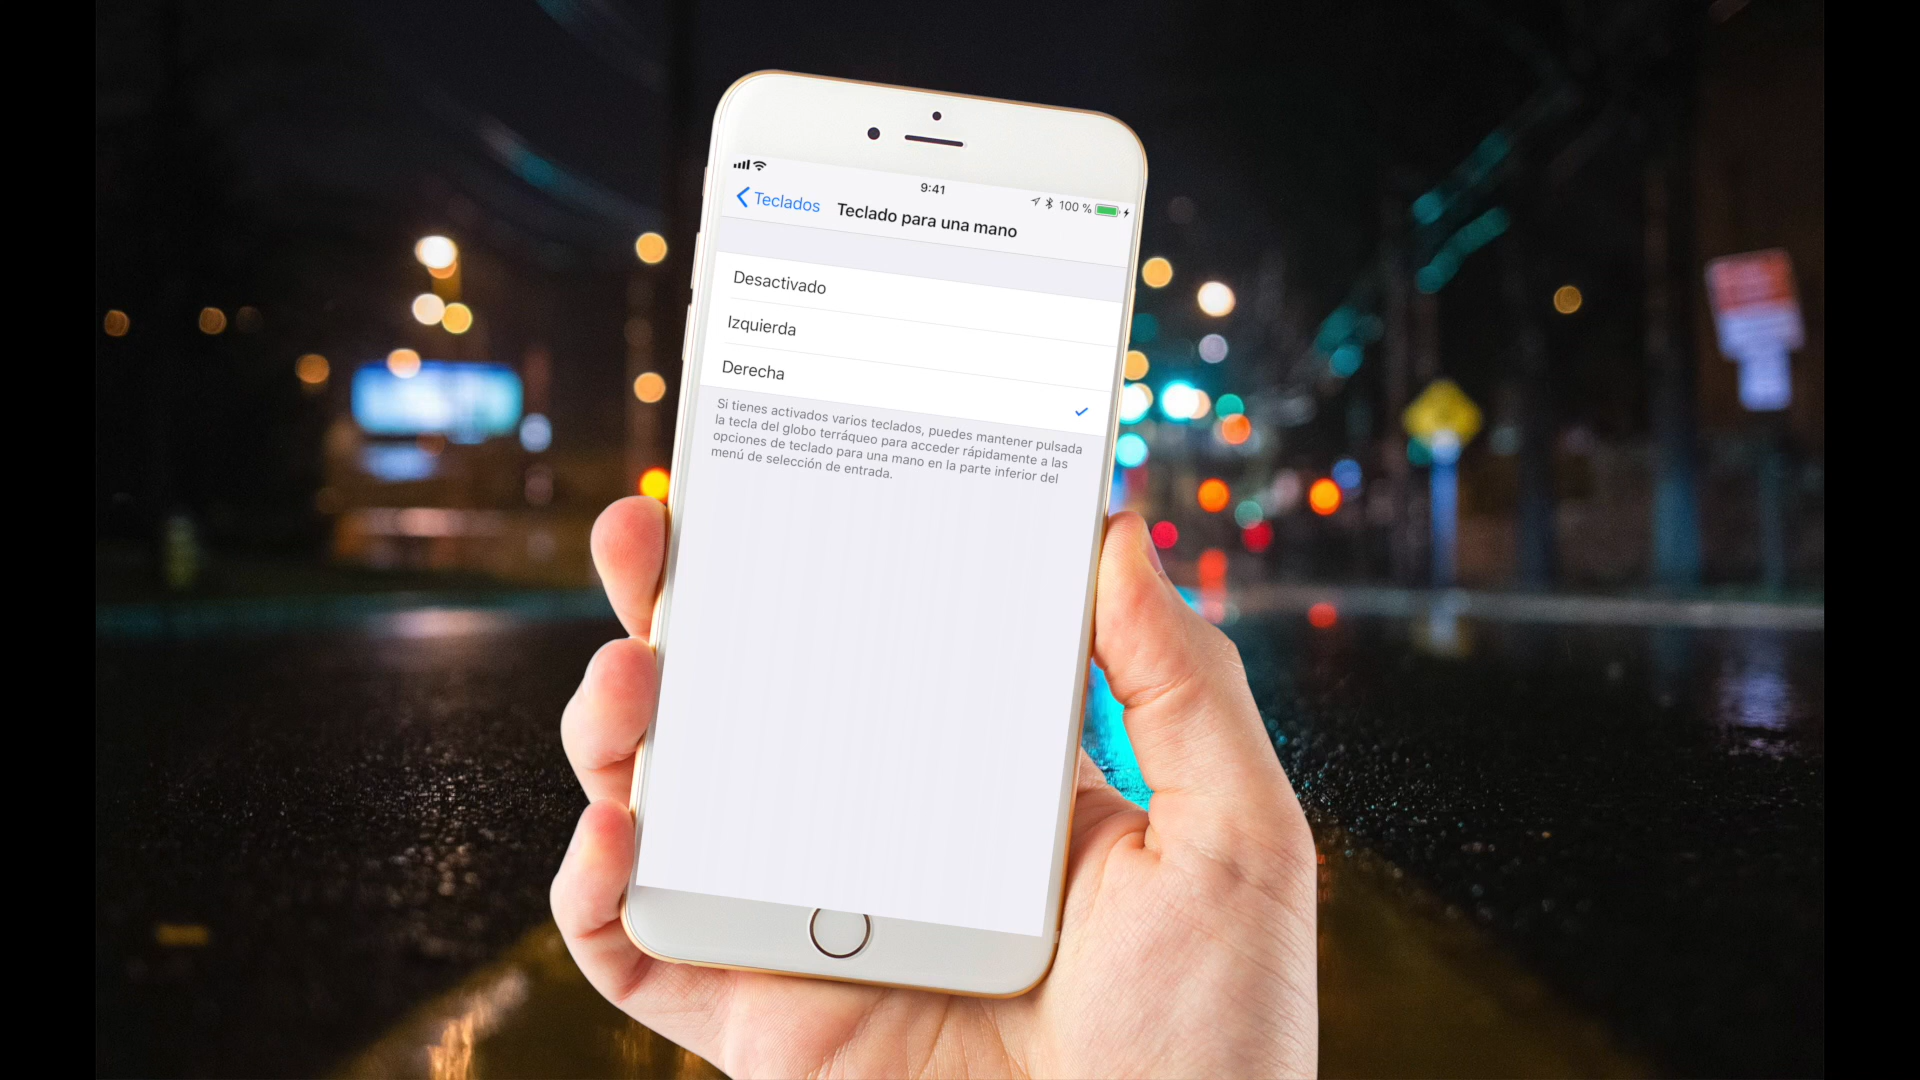 9:41
100 %
Teclados
Teclado para una mano
Desactivado
Izquierda
Derecha
Si tienes activados varios teclados, puedes mantener pulsada
la tecla del globo terráqueo para acceder rápidamente a las
opciones de teclado para una mano en la parte inferior del
menú de selección de entrada.